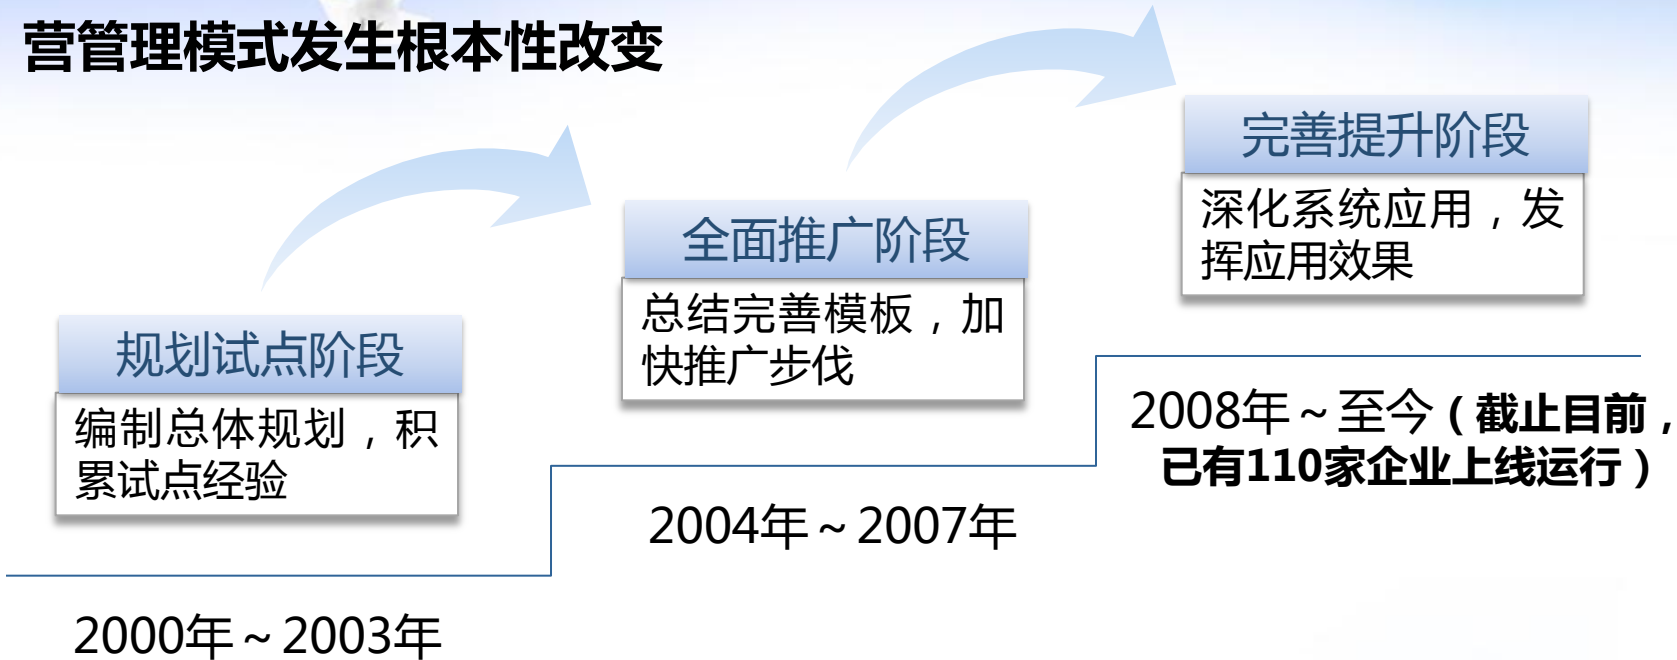 营管理模式发生根本性改变
完善提升阶段
深化系统应用，发
挥应用效果
全面推广阶段
总结完善模板，加
快推广步伐
规划试点阶段
编制总体规划，积
累试点经验
2008年～至今（截止目前，
已有110家企业上线运行）
2004年～2007年
2000年～2003年